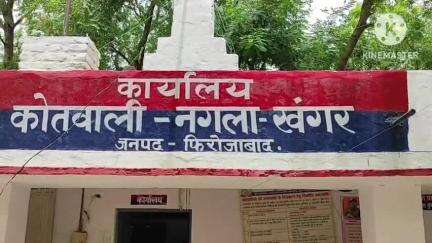 KINEMASTER
कार्यालय
कोतवाली - नगला - खंगर
जनपद - फिरोजाबाद.
कार्यालय